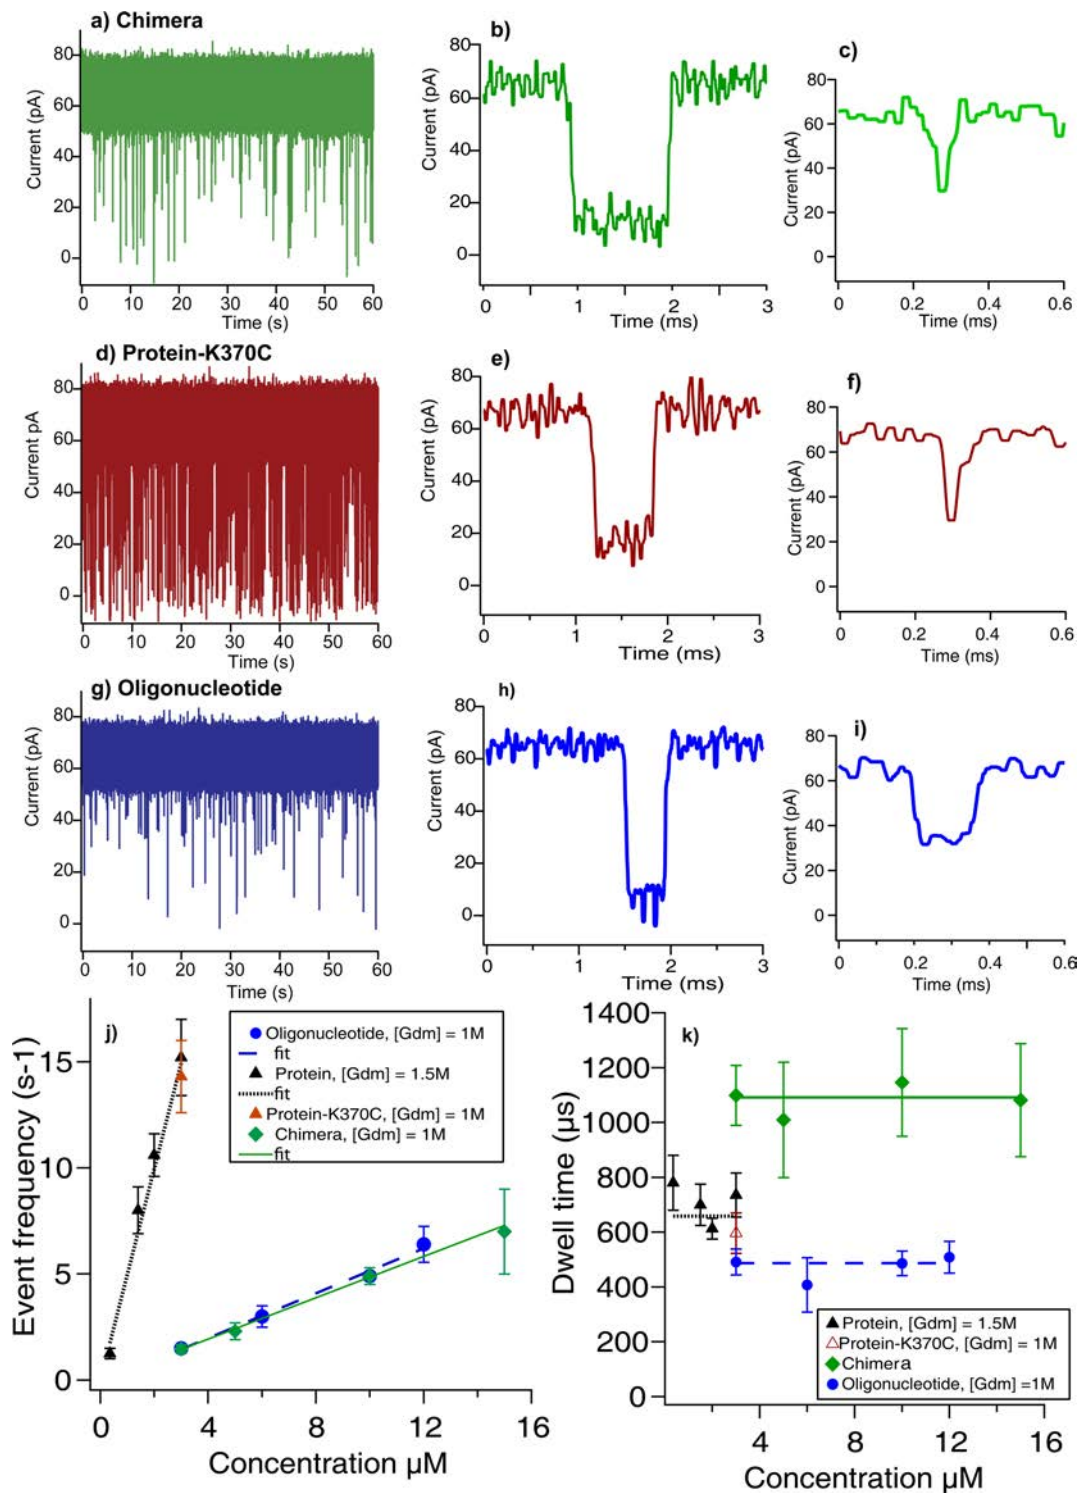 a) Chimera
Current (pA)
80
60
40
20
0
0 10 20 30 40 50 60
Time (s)
b)
Current (pA)
80
60
40
20
0
0 1 2 3
Time (ms)
c)
Current (pA)
80
60
40
20
0
0 0.2 0.4 0.6
Time (ms)
d) Protein-K370C
Current pA
80
60
40
20
0
0 10 20 30 40 50 60
Time (s)
e)
Current (pA)
80
60
40
20
0
0 1 2 3
Time (ms)
f)
Current (pA)
80
60
40
20
0
0 0.2 0.4 0.6
Time (ms)
g) Oligonucleotide
Current (pA)
80
60
40
20
0
0 10 20 30 40 50 60
Time (s)
h)
Current (pA)
80
60
40
20
0
0 1 2 3
Time (ms)
i)
Current (pA)
80
60
40
20
0
0 0.2 0.4 0.6
Time (ms)
j)
Event frequency (s-1)
15
10
5
0
Oligonucleotide, [Gdm] = 1M
fit
Protein, [Gdm] = 1.5M
fit
Protein-K370C, [Gdm] = 1M
Chimera, [Gdm] = 1M
fit
0 4 8 12 16
Concentration µM
k)
Dwell time (µs)
1400
1200
1000
800
600
400
200
0
Protein, [Gdm] = 1.5M
Protein-K370C, [Gdm] = 1M
Chimera
Oligonucleotide, [Gdm] =1M
4 8 12 16
Concentration µM